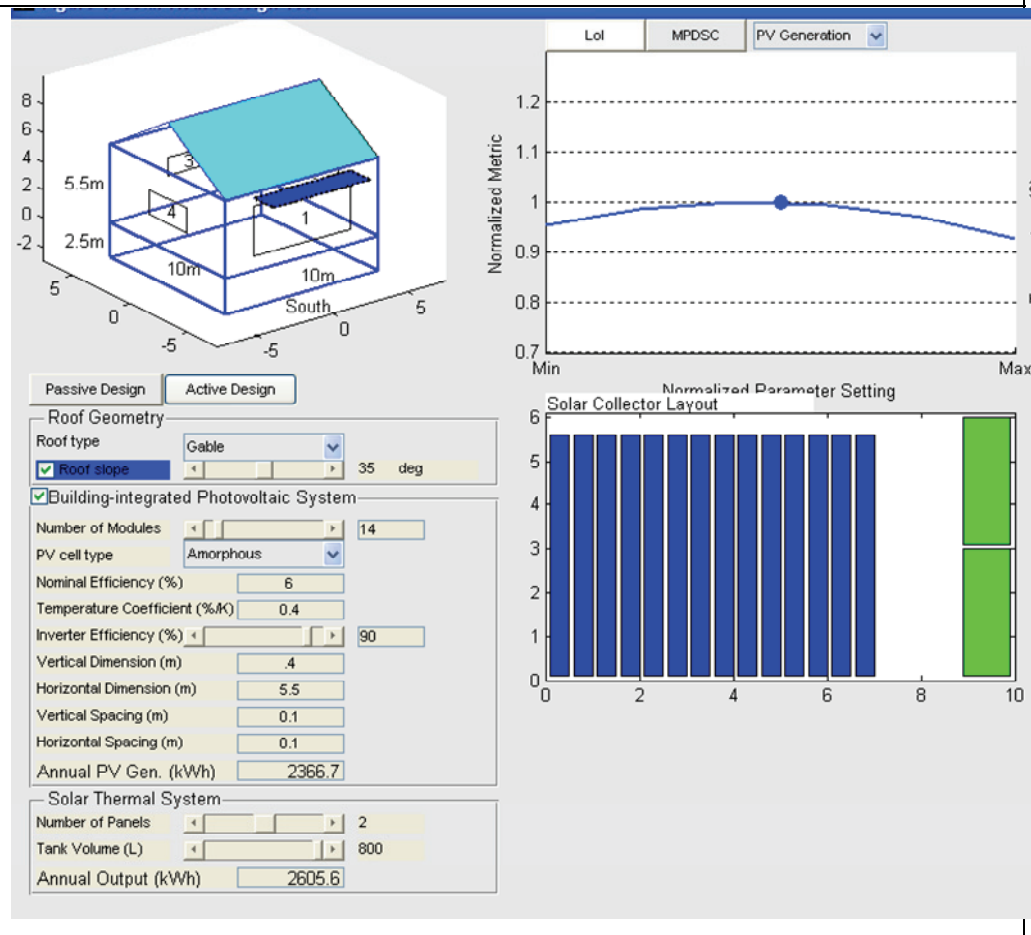 LoI MPDSC PV Generation
8
6
4
2
0
-2
5.5m
2.5m
10m
10m
3
4
1
South
5
0
-5
-5
0
5
Normalized Metric
1.2
1.1
1
0.9
0.8
0.7
Min Max
Normalized Parameter Setting
Passive Design Active Design
Roof Geometry
Roof type Gable
Roof slope 35 deg
Building-integrated Photovoltaic System
Number of Modules 14
PV cell type Amorphous
Nominal Efficiency (%) 6
Temperature Coefficient (%/K) 0.4
Inverter Efficiency (%) 90
Vertical Dimension (m) .4
Horizontal Dimension (m) 5.5
Vertical Spacing (m) 0.1
Horizontal Spacing (m) 0.1
Annual PV Gen. (kWh) 2366.7
Solar Thermal System
Number of Panels 2
Tank Volume (L) 800
Annual Output (kWh) 2605.6
Solar Collector Layout
6
5
4
3
2
1
0
0 2 4 6 8 10